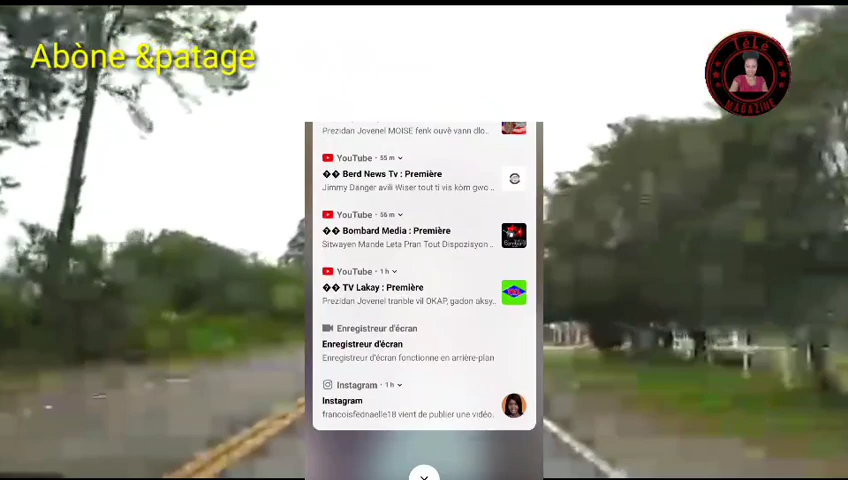 Abòne &patage
TéLé
MAGAZINE
Prezidan Jovenel MOISE fenk ouvè vann dlo..
YouTube • 55 m
�� Berd News Tv : Première
Jimmy Danger avili Wiser tout ti vis kòm gwo ..
YouTube • 56 m
�� Bombard Media : Première
Sitwayen Mande Leta Pran Tout Dispozsyon ..
YouTube • 1 h
�� TV Lakay : Première
Prezidan Jovenel tranble vil OKAP, gadon aksy..
Enregistreur d'écran
Enregistreur d'écran
Enregistreur d'écran fonctionne en arrière-plan
Instagram • 1 h
Instagram
francoisfednaelle18 vient de publier une vidéo.